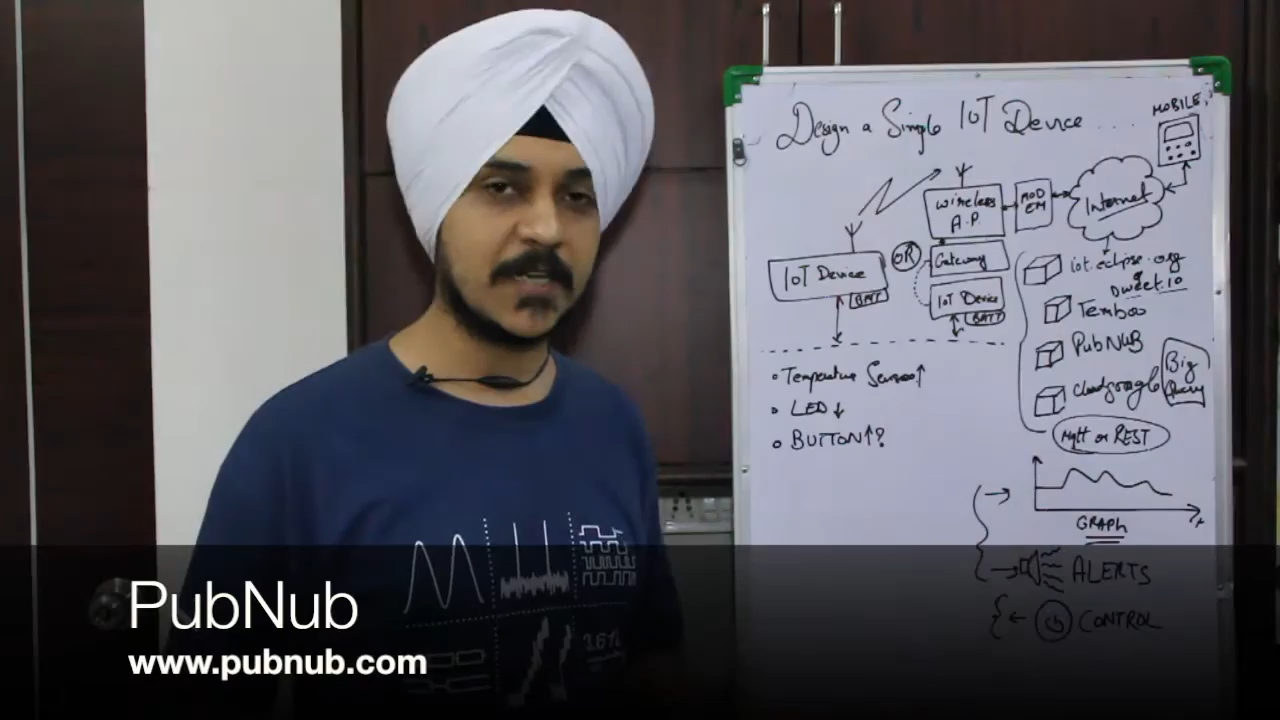 Design a Simple IoT Device ....
MOBILE
wireless
A.P
MOD
EM
Internet
IoT Device
BATT
OR
Gateway
IoT Device
BATT
iot.eclipse.org
Dweet.io
Temboo
PubNUB
cloud.google
Big
Query
Mqtt or REST
Temperature Sensor↑
LED ↓
BUTTON↑?
GRAPH
t
ALERTS
CONTROL
PubNub
www.pubnub.com